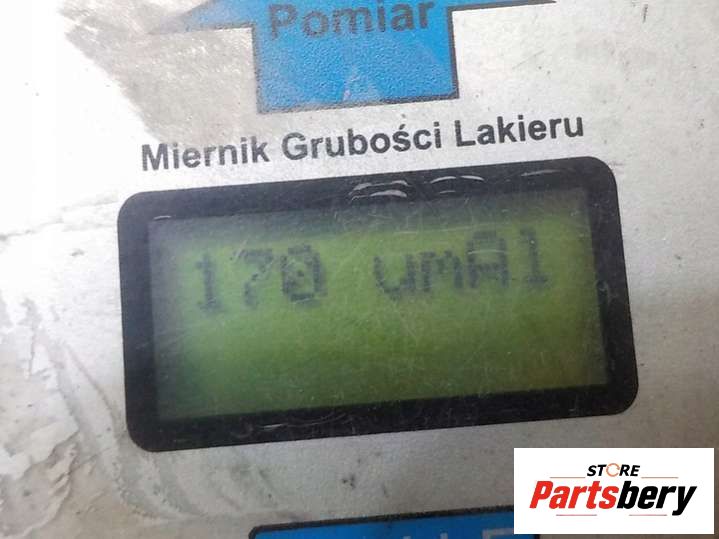 Pomiar
Miernik Grubości Lakieru
170 umAl
STORE
Partsbery